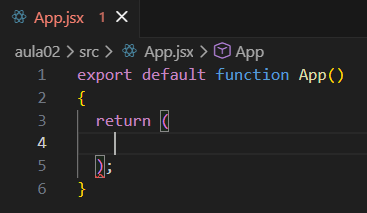 App.jsx 1 ×
aula02 > src > App.jsx > App
1 export default function App()
2 {
3 return (
4
5 );
6 }